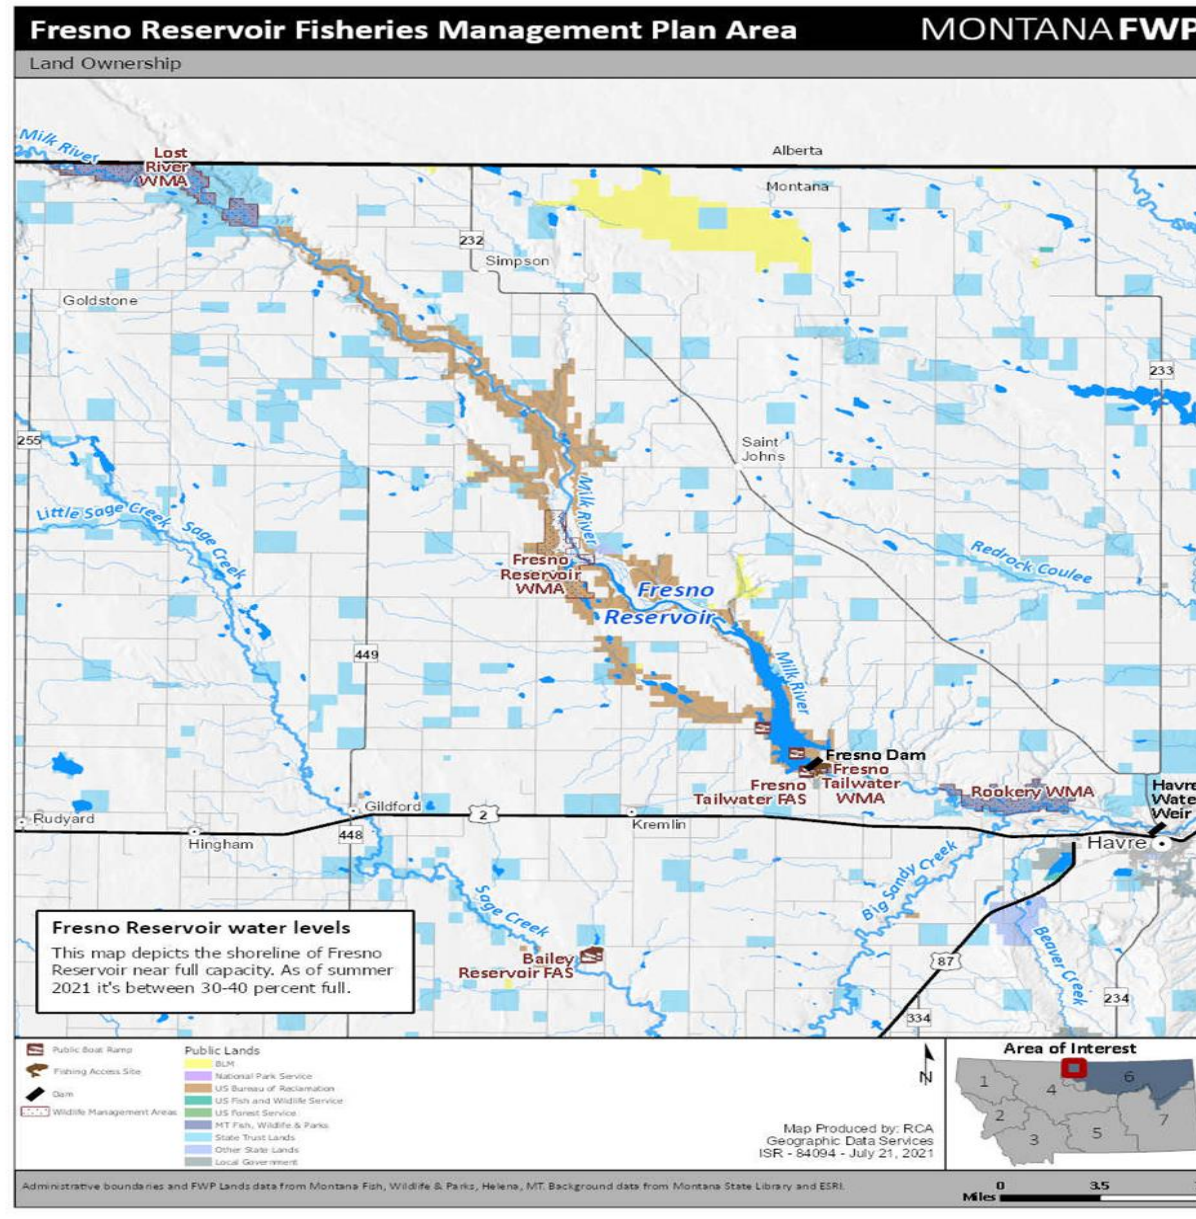 Fresno Reservoir Fisheries Management Plan Area
MONTANA FWP
Land Ownership
Alberta
Montana
Milk River
Lost
River
WMA
232
Simpson
Goldstone
233
255
Saint
Johns
Milk River
Little Sage Creek
Sage Creek
Redrock Coulee
Fresno
Reservoir
WMA
Fresno
Reservoir
449
Milk River
Fresno Dam
Fresno
Tailwater FAS
Fresno
Tailwater
WMA
Rookery WMA
Havre
Wate
Weir
Rudyard
Gildford
2
Kremlin
Hingham
448
Havre
Big Sandy Creek
Sage Creek
Bailey
Reservoir FAS
87
Beaver Creek
234
334
Fresno Reservoir water levels
This map depicts the shoreline of Fresno
Reservoir near full capacity. As of summer
2021 it's between 30-40 percent full.
Public Boat Ramp
Fishing Access Site
Dam
Wildlife Management Areas
Public Lands
BLM
National Park Service
US Bureau of Reclamation
US Fish and Wildlife Service
US Forest Service
MT Fish, Wildlife & Parks
State Trust Lands
Other State Lands
Local Government
N
Map Produced by: RCA
Geographic Data Services
ISR - 84094 - July 21, 2021
Area of Interest
1
2
3
4
5
6
7
Administrative boundaries and FWP Lands data from Montana Fish, Wildlife & Parks, Helena, MT. Background data from Montana State Library and ESRI.
0
3.5
Miles